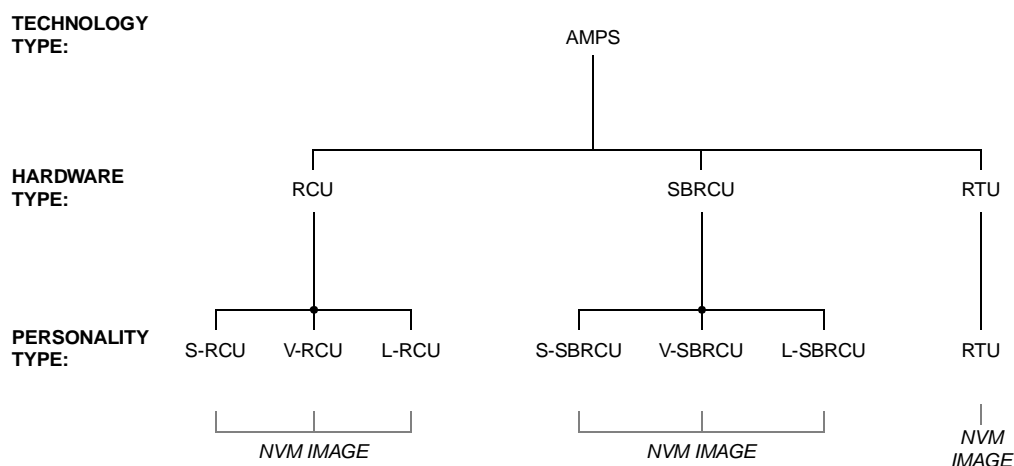 TECHNOLOGY
TYPE:
AMPS
HARDWARE
TYPE:
RCU SBRCU RTU
PERSONALITY
TYPE:
S-RCU V-RCU L-RCU S-SBRCU V-SBRCU L-SBRCU RTU
NVM IMAGE NVM IMAGE NVM
IMAGE